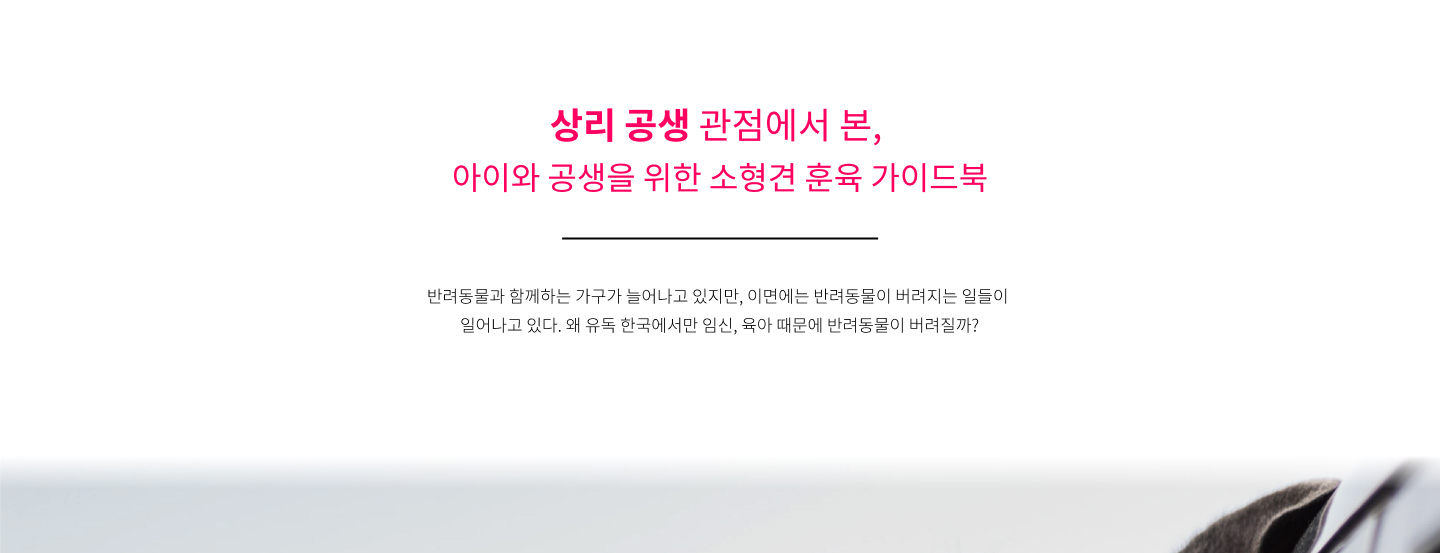 상리 공생 관점에서 본,
아이와 공생을 위한 소형견 훈육 가이드북
반려동물과 함께하는 가구가 늘어나고 있지만, 이면에는 반려동물이 버려지는 일들이
일어나고 있다. 왜 유독 한국에서만 임신, 육아 때문에 반려동물이 버려질까?